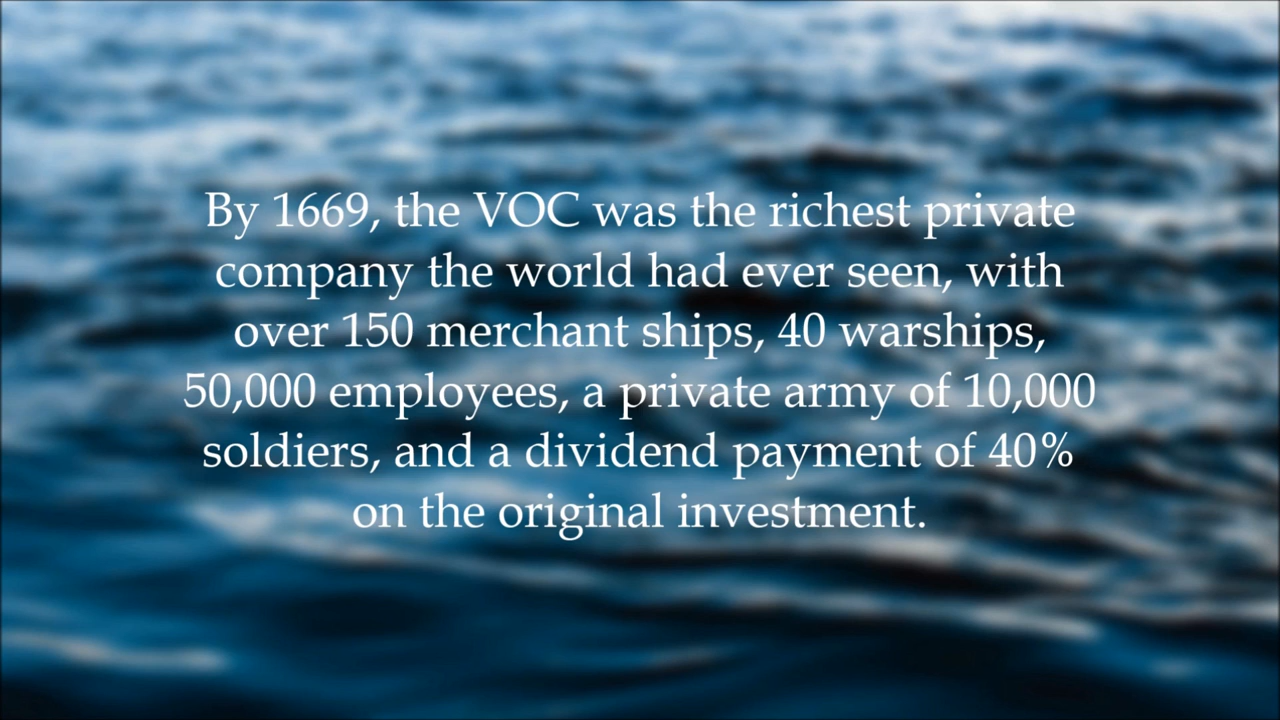 By 1669, the VOC was the richest private
company the world had ever seen, with
over 150 merchant ships, 40 warships,
50,000 employees, a private army of 10,000
soldiers, and a dividend payment of 40%
on the original investment.